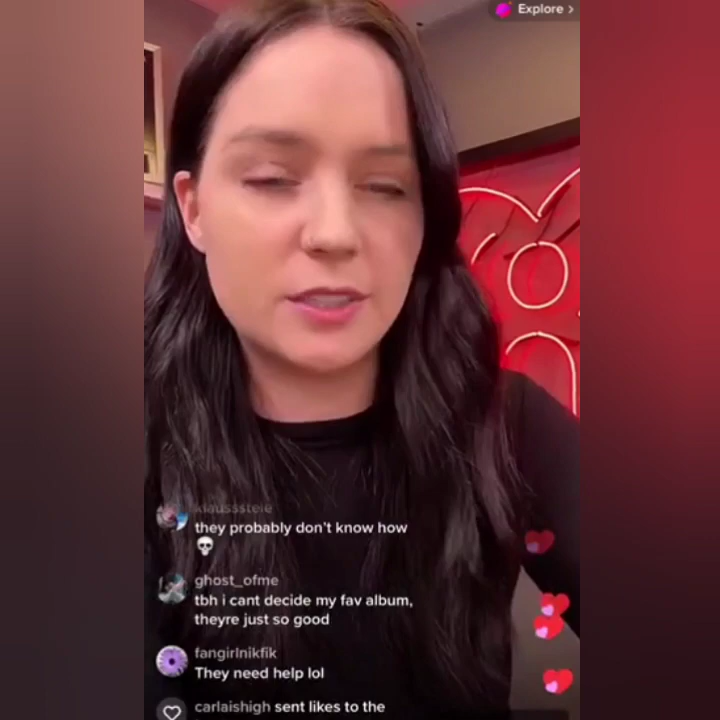 Explore >
klaussstele
they probably don't know how
💀
ghost_ofme
tbh i cant decide my fav album,
theyre just so good
fangirlnikfik
They need help lol
carlaishigh sent likes to the